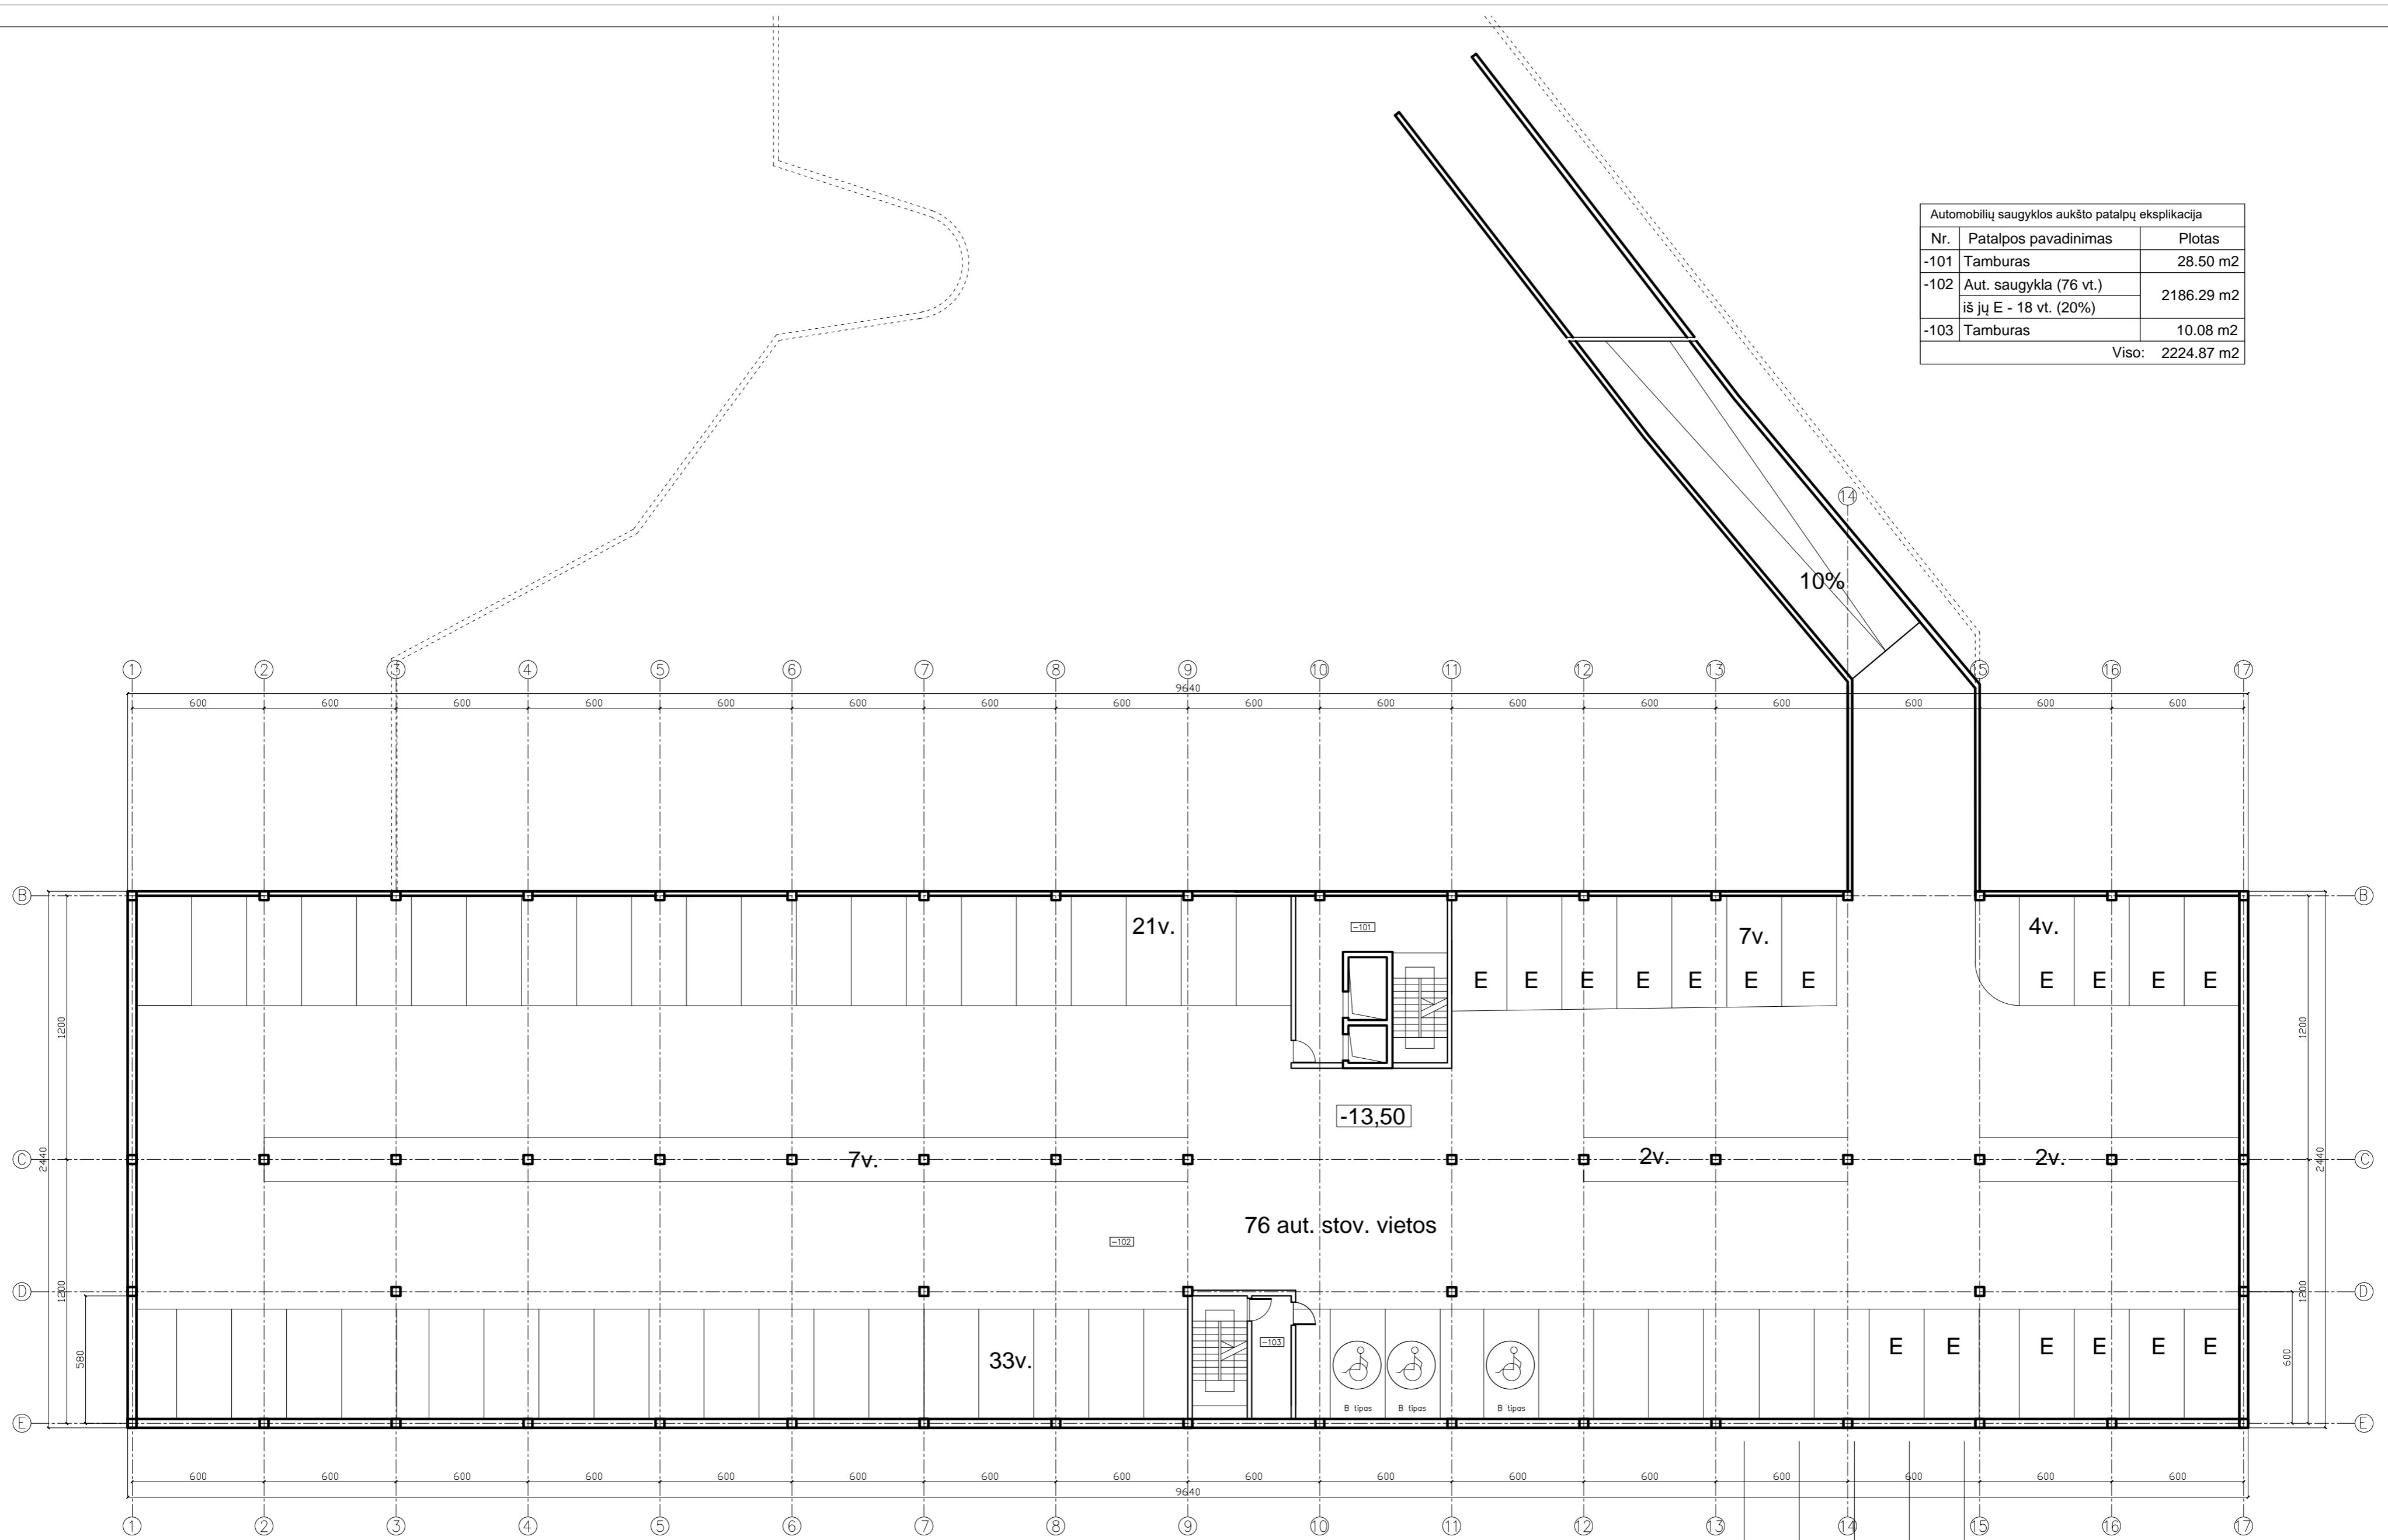 Automobilių saugyklos aukšto patalpų eksplikacija
Nr. Patalpos pavadinimas Plotas
-101 Tamburas 28.50 m2
-102 Aut. saugykla (76 vt.) 2186.29 m2
iš jų E - 18 vt. (20%)
-103 Tamburas 10.08 m2
Viso: 2224.87 m2
14
10%
1 2 3 4 5 6 7 8 9 10 11 12 13 15 16 17
9640
600 600 600 600 600 600 600 600 600 600 600 600 600 600 600 600
B B
21v. -101 7v. 4v.
E E E E E E E E E E E
1200 1200
-13,50
C 2440 7v. 2v. 2v. 2440 C
76 aut. stov. vietos
-102
D 1200 1200 D
-103
E E E E E E
580 33v. 600
B tipas B tipas B tipas
E E
600 600 600 600 600 600 600 600 600 600 600 600 600 600 600 600
9640
1 2 3 4 5 6 7 8 9 10 11 12 13 14 15 16 17